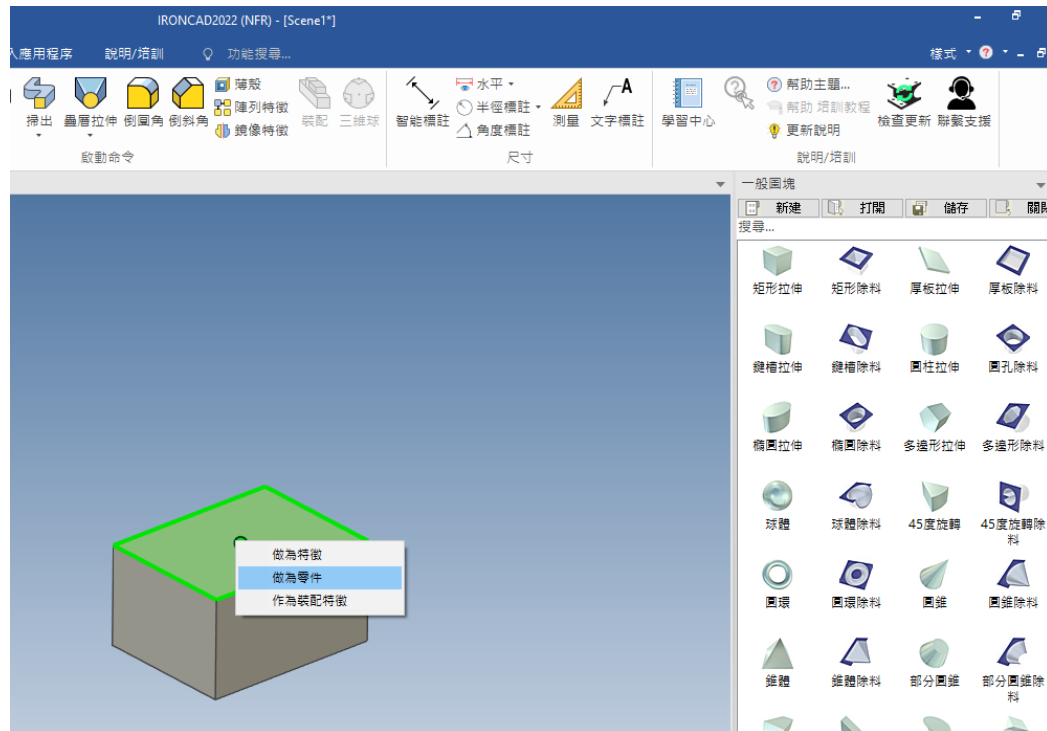 IRONCAD2022 (NFR) - [Scene1*]
入應用程序 說明/培訓 功能搜尋... 樣式
薄殼 水平 幫助主題...
掃出 疊層拉伸 倒圓角 倒斜角 陣列特徵 裝配 三維球 智能標註 半徑標註 測量 A 文字標註 學習中心 幫助 培訓教程 檢查更新 聯繫支援
鏡像特徵 角度標註 更新說明
啟動命令 尺寸 說明/培訓
一般圖塊
新建 打開 儲存 關閉
搜尋...
矩形拉伸 矩形除料 厚板拉伸 厚板除料
鍵槽拉伸 鍵槽除料 圓柱拉伸 圓孔除料
橢圓拉伸 橢圓除料 多邊形拉伸 多邊形除料
球體 球體除料 45度旋轉 45度旋轉除
料
做為特徵
做為零件
作為裝配特徵
圓環 圓環除料 圓錐 圓錐除料
錐體 錐體除料 部分圓錐 部分圓錐除
料